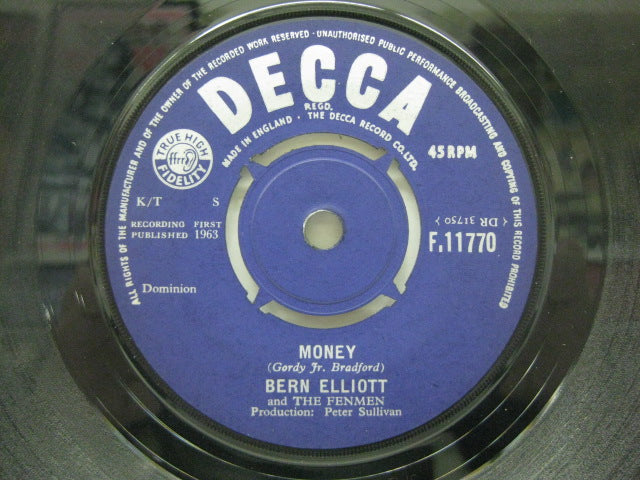 ALL RIGHTS OF THE MANUFACTURER AND OF THE OWNER OF THE RECORDED WORK RESERVED · UNAUTHORISED PUBLIC PERFORMANCE BROADCASTING AND COPYING OF THIS RECORD PROHIBITED
DECCA
REGD.
MADE IN ENGLAND · THE DECCA RECORD CO. LTD.
TRUE HIGH
ffrr
FIDELITY
45 RPM
K/T S
RECORDING FIRST
PUBLISHED 1963
(DR 31750)
F.11770
Dominion
MONEY
(Gordy Jr. Bradford)
BERN ELLIOTT
and THE FENMEN
Production: Peter Sullivan